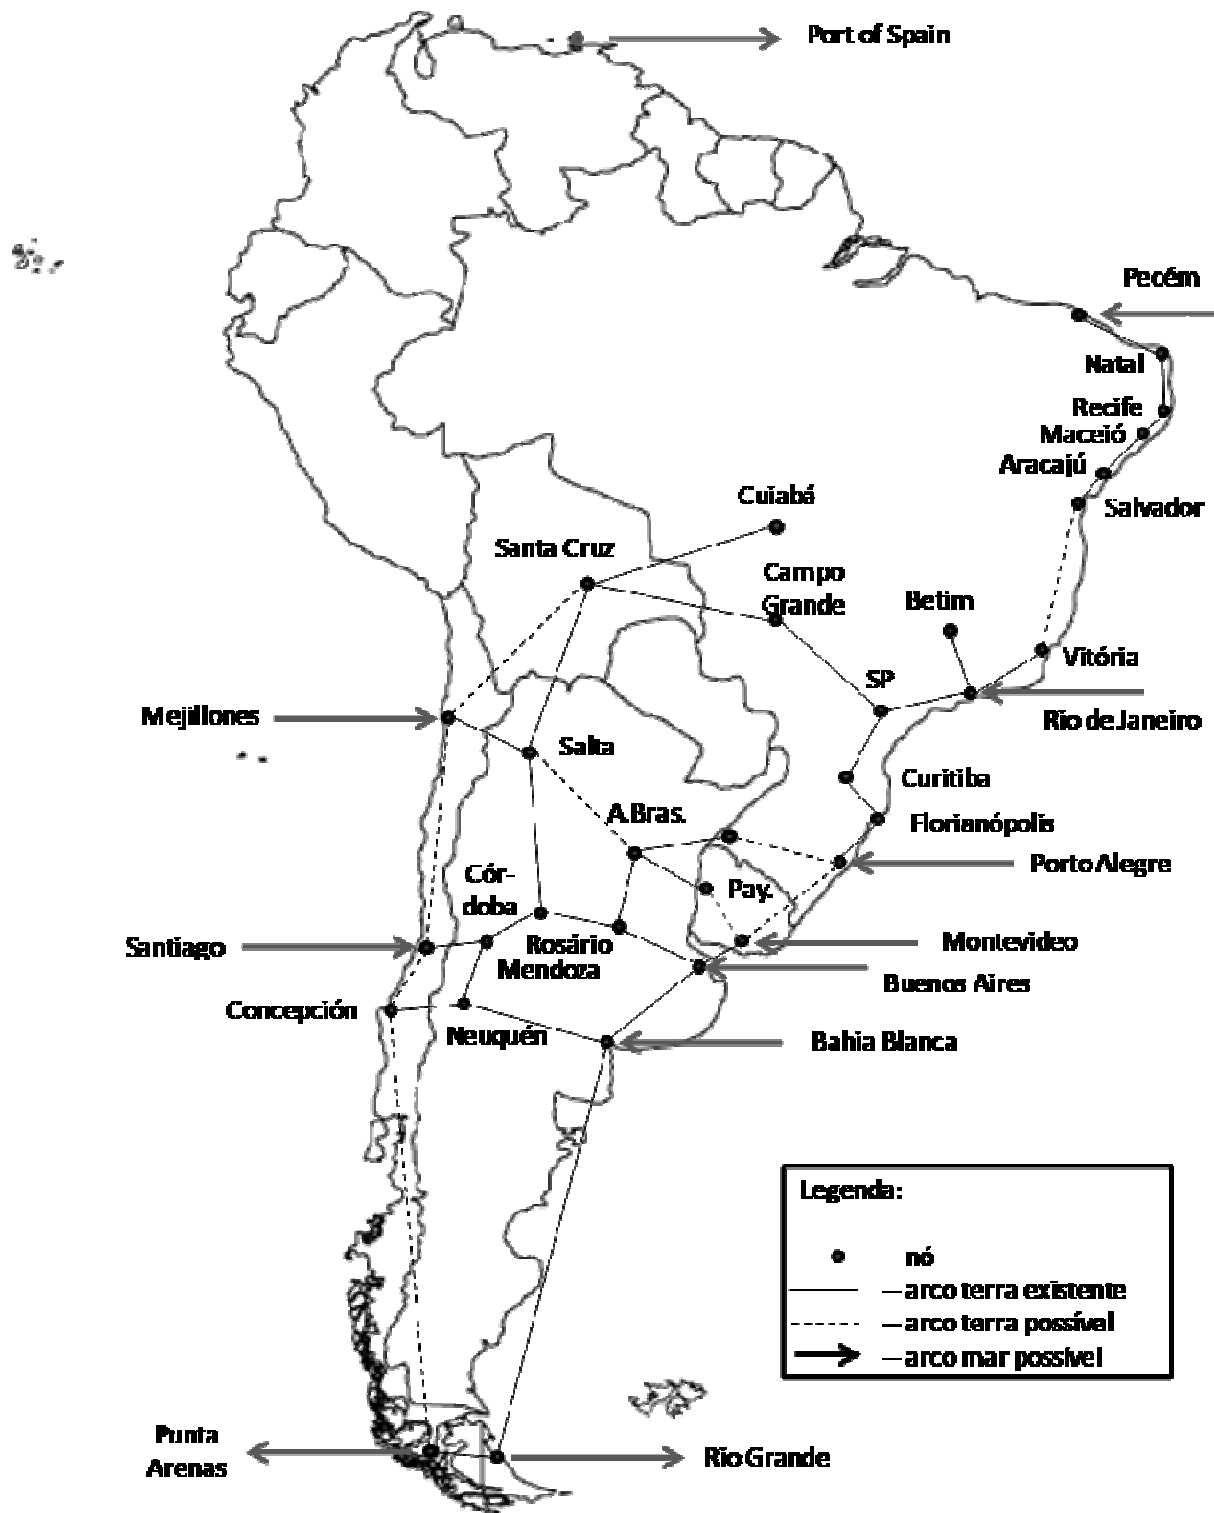 Port of Spain
Pecém
Natal
Recife
Maceió
Aracajú
Salvador
Cuiabá
Santa Cruz
Campo
Grande
Betim
Vitória
SP
Mejillones
Rio de Janeiro
Salta
Curitiba
A.Bras.
Florianópolis
Porto Alegre
Cór-
doba
Pay.
Santiago
Rosário
Montevideo
Mendoza
Buenos Aires
Concepción
Neuquén
Bahia Blanca
Legenda:
nó
– arco terra existente
– arco terra possível
– arco mar possível
Punta
Arenas
Rio Grande